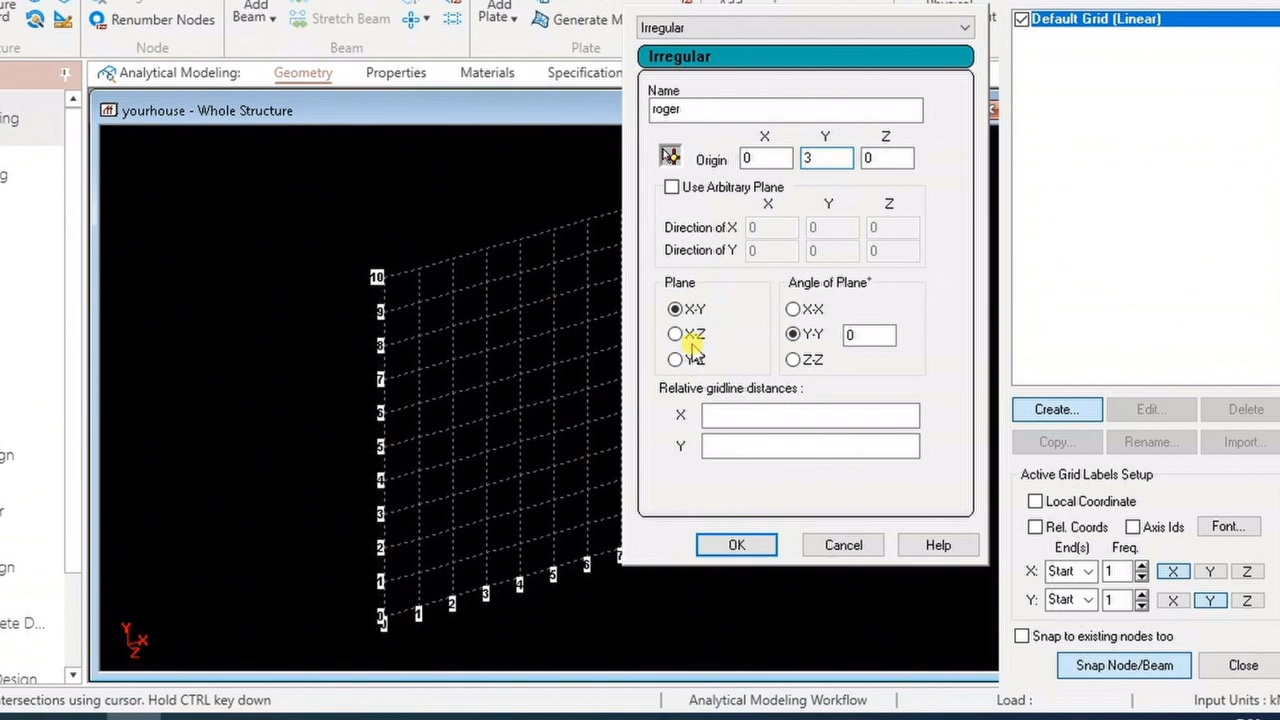 Renumber Nodes
Add
Beam
Stretch Beam
Add
Plate
Generate M
Node
Beam
Plate
Analytical Modeling:
Geometry
Properties
Materials
Specification
yourhouse - Whole Structure
10
9
8
7
6
5
4
3
2
1
0
1
2
3
4
5
6
Y
X
Z
Irregular
Irregular
Name
roger
X Y Z
Origin 0 3 0
Use Arbitrary Plane
X Y Z
Direction of X 0 0 0
Direction of Y 0 0 0
Plane
X-Y
X-Z
Angle of Plane*
X-X
Y-Y 0
Z-Z
Relative gridline distances :
X
Y
OK
Cancel
Help
Default Grid (Linear)
Create...
Edit...
Delete
Copy...
Rename...
Import...
Active Grid Labels Setup
Local Coordinate
Rel. Coords
Axis Ids
Font...
End(s) Freq.
X: Start 1 X Y Z
Y: Start 1 X Y Z
Snap to existing nodes too
Snap Node/Beam
Close
ntersections using cursor. Hold CTRL key down
Analytical Modeling Workflow
Load :
Input Units :